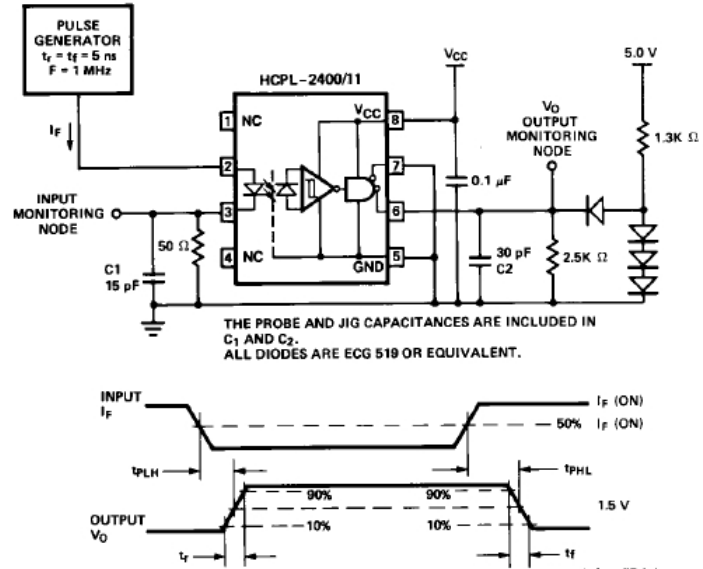 PULSE
GENERATOR
tr = tf = 5 ns
F = 1 MHz
IF
HCPL-2400/11
VCC
5.0 V
1 NC
VCC
8
VO
OUTPUT
MONITORING
NODE
1.3K Ω
2
7
0.1 μF
INPUT
MONITORING
NODE
3
6
50 Ω
4 NC
GND
5
30 pF
C2
2.5K Ω
C1
15 pF
THE PROBE AND JIG CAPACITANCES ARE INCLUDED IN
C1 AND C2.
ALL DIODES ARE ECG 519 OR EQUIVALENT.
INPUT
IF
IF (ON)
50% IF (ON)
tPLH
tPHL
90%
90%
1.5 V
OUTPUT
VO
10%
10%
tr
tf